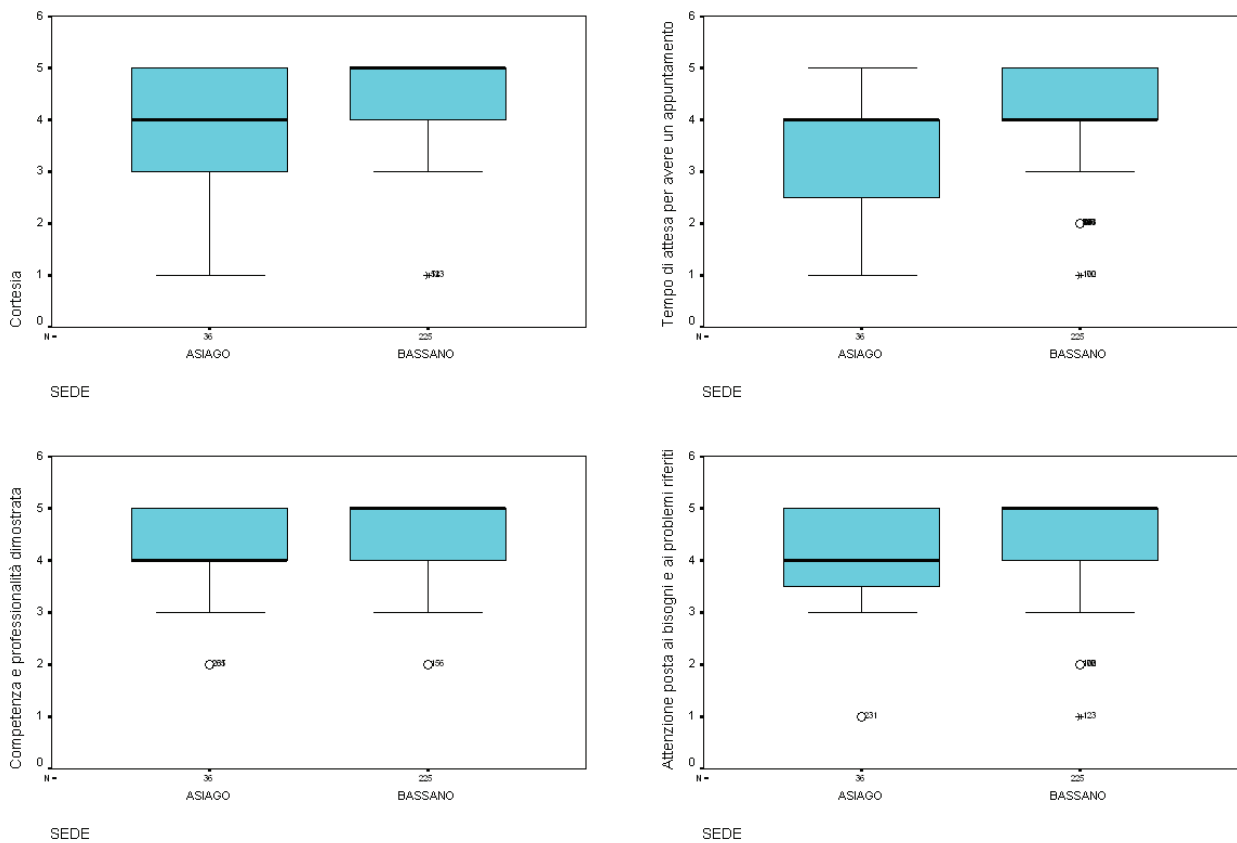 Cortesia
6
5
4
3
2
1
0
N =
36
225
ASIAGO
BASSANO
SEDE
Tempo di attesa per avere un appuntamento
6
5
4
3
2
1
0
N =
36
225
ASIAGO
BASSANO
SEDE
Competenza e professionalità dimostrata
6
5
4
3
2
1
0
156
N =
36
225
ASIAGO
BASSANO
SEDE
Attenzione posta ai bisogni e ai problemi riferiti
6
5
4
3
2
1
0
231
123
N =
36
225
ASIAGO
BASSANO
SEDE